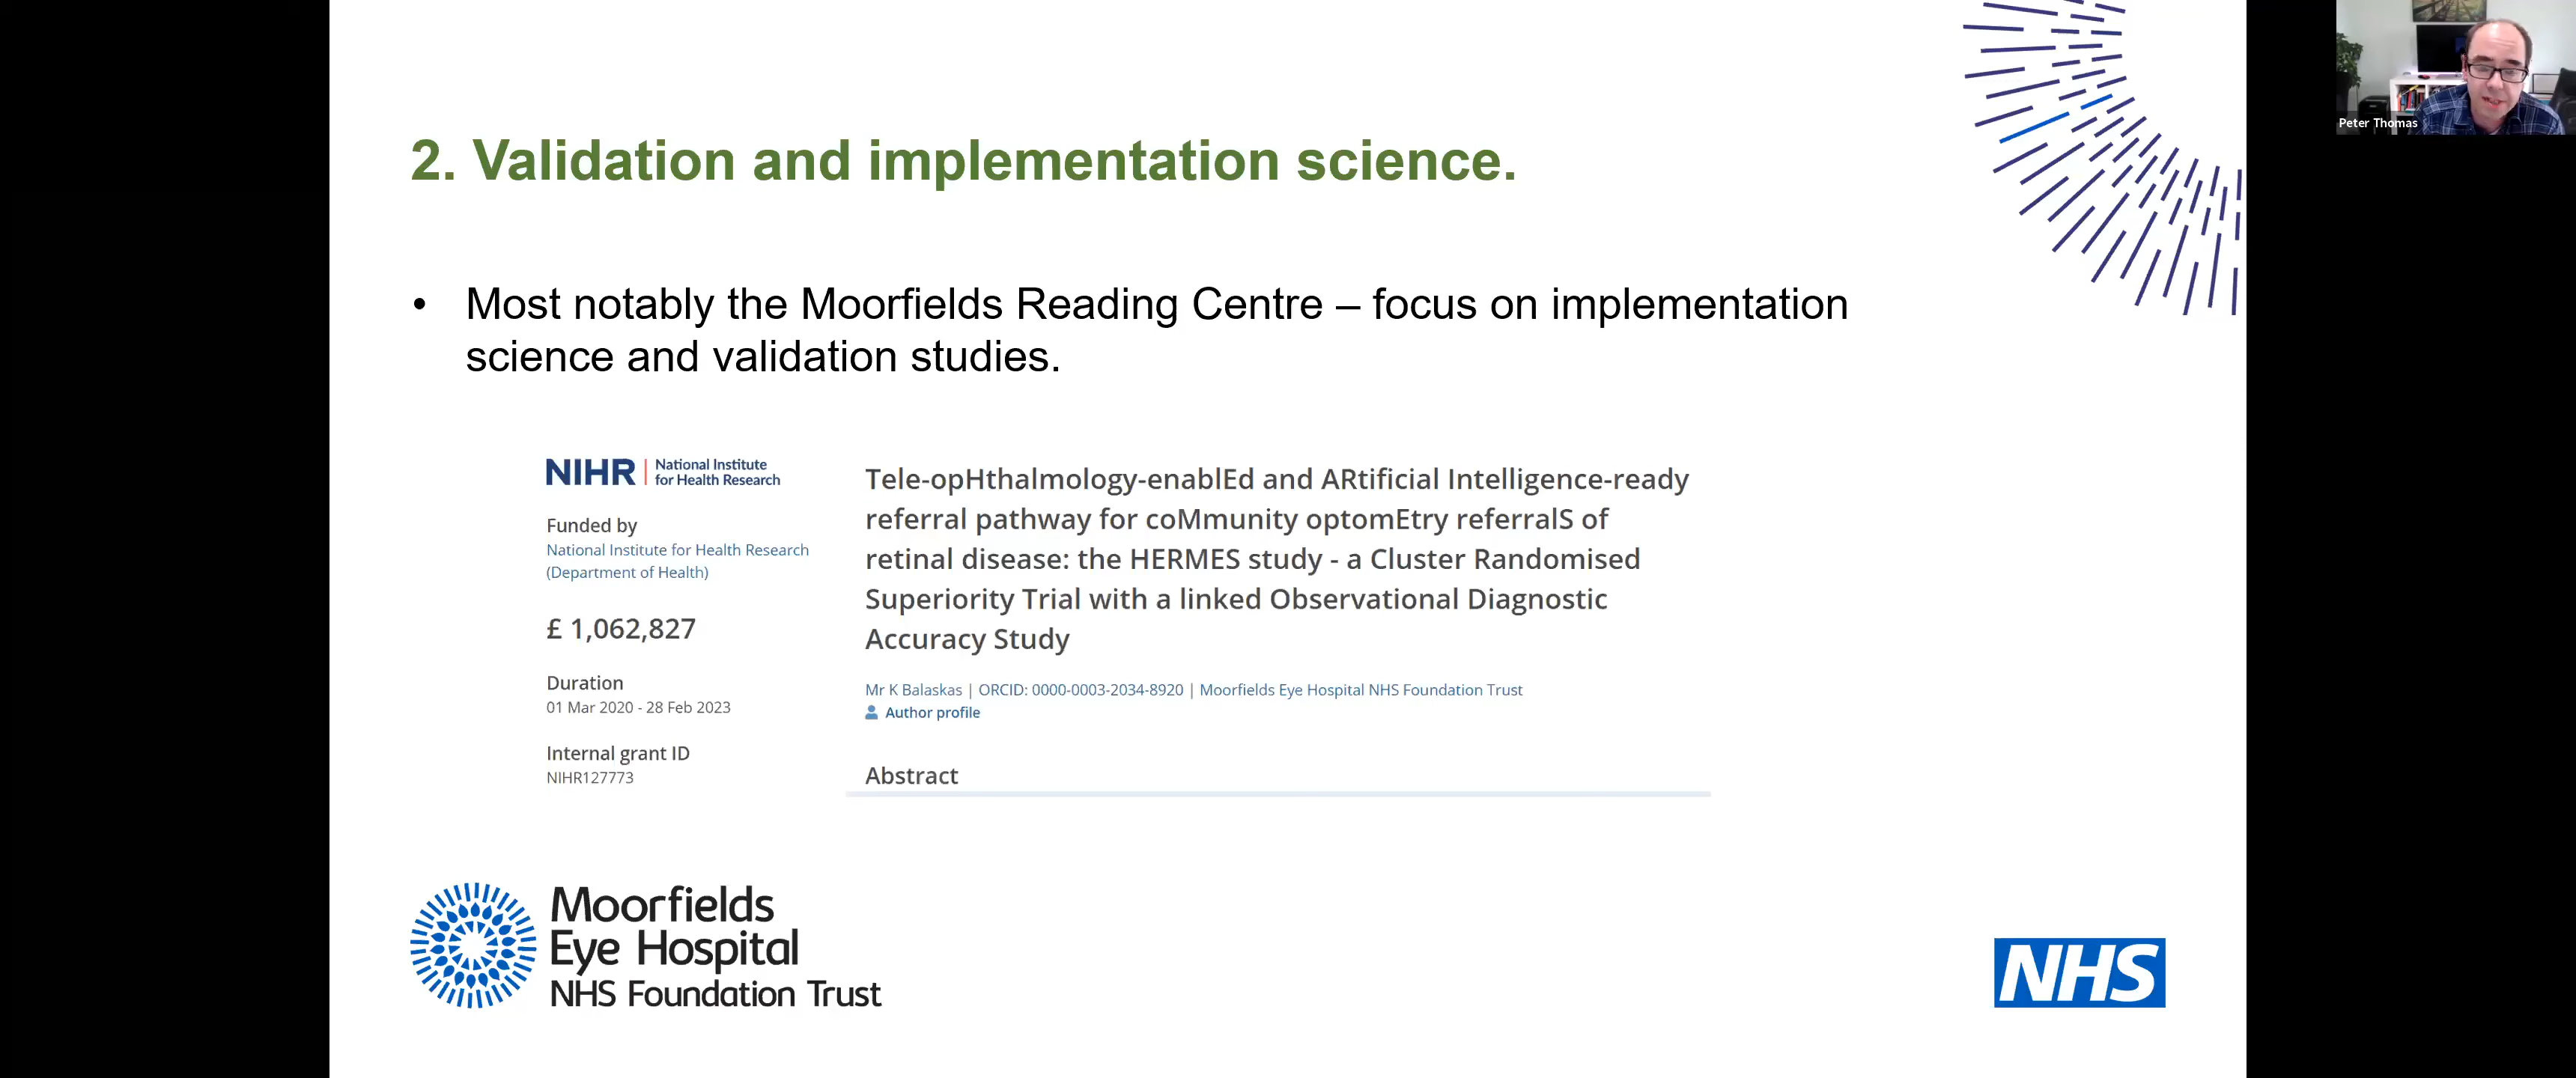 2. Validation and implementation science.
Peter Thomas
• Most notably the Moorfields Reading Centre – focus on implementation
science and validation studies.
NIHR | National Institute
for Health Research
Funded by
National Institute for Health Research
(Department of Health)
£ 1,062,827
Duration
01 Mar 2020 - 28 Feb 2023
Internal grant ID
NIHR127773
Tele-opHthalmology-enablEd and ARtificial Intelligence-ready
referral pathway for coMmunity optomEtry referralS of
retinal disease: the HERMES study - a Cluster Randomised
Superiority Trial with a linked Observational Diagnostic
Accuracy Study
Mr K Balaskas | ORCID: 0000-0003-2034-8920 | Moorfields Eye Hospital NHS Foundation Trust
Author profile
Abstract
Moorfields
Eye Hospital
NHS Foundation Trust
NHS